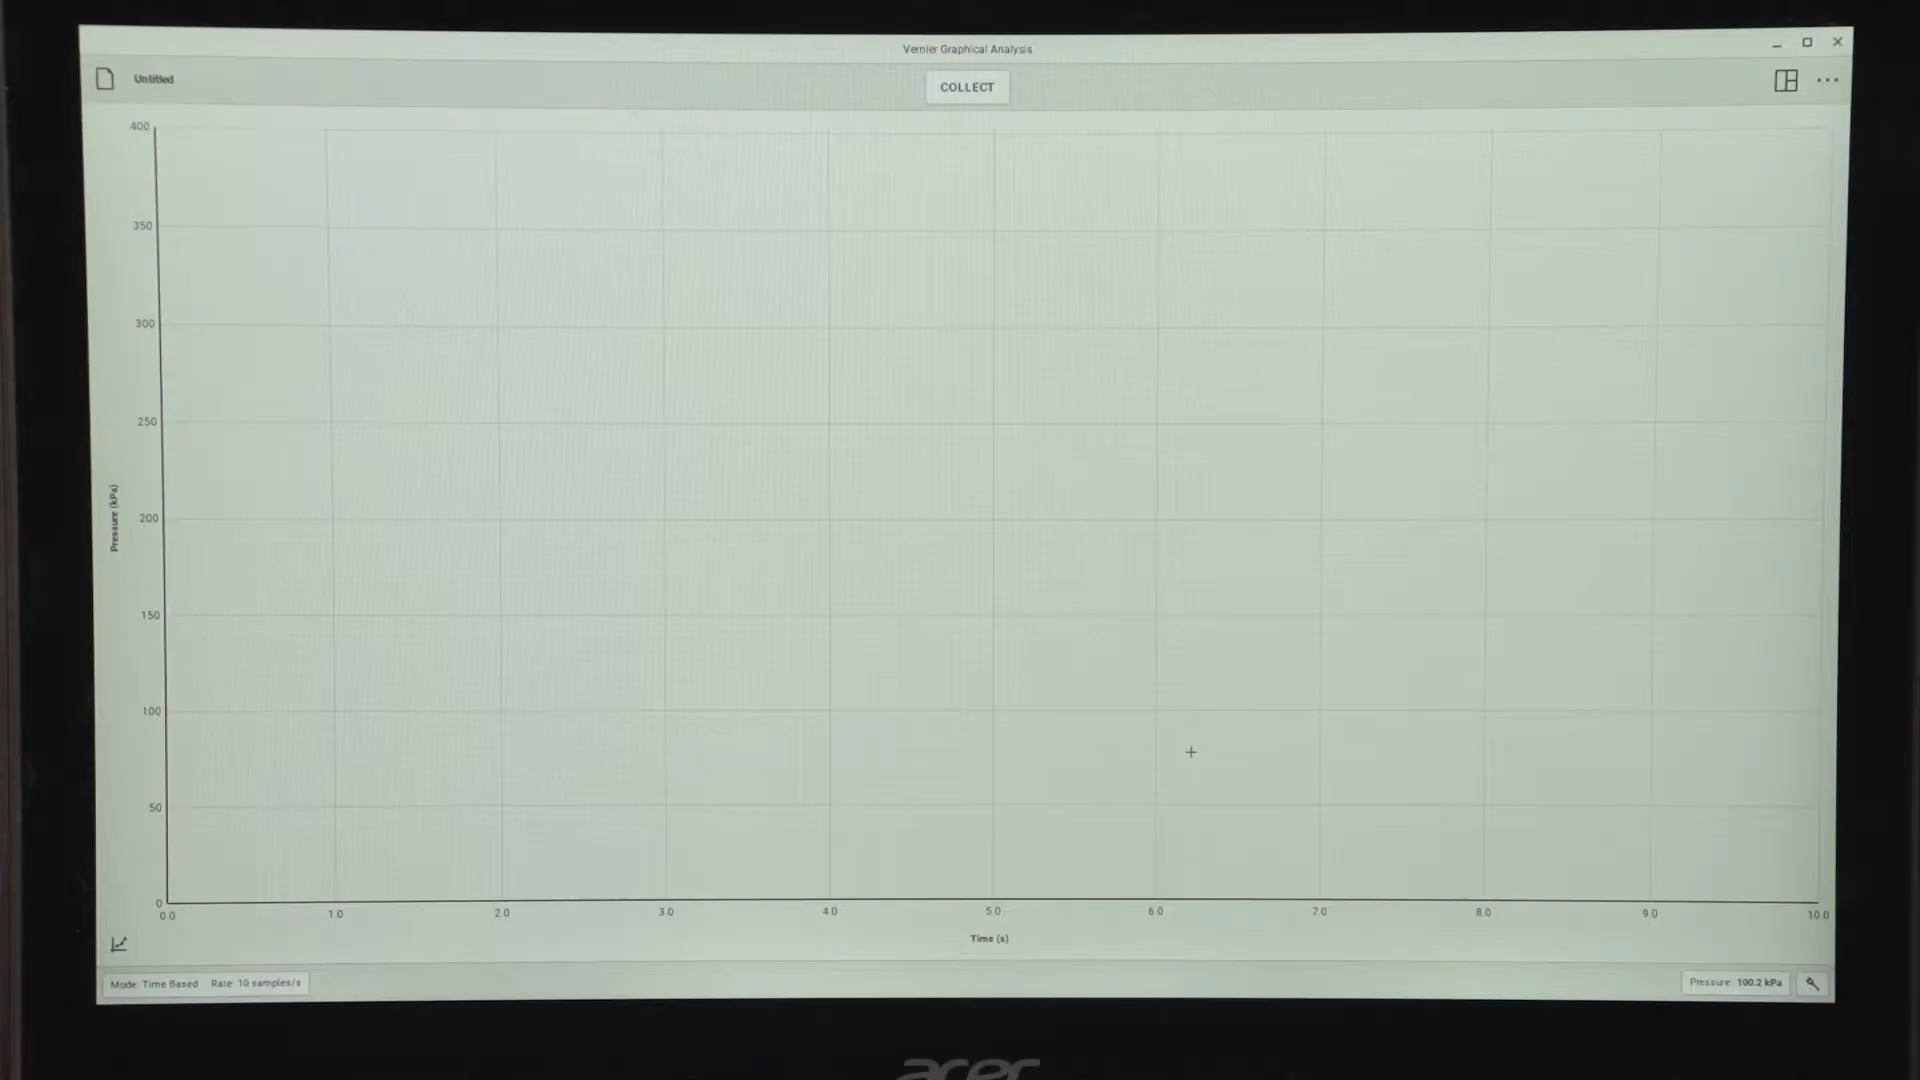 Vernier Graphical Analysis
Untitled
COLLECT
400
350
300
250
200
150
100
50
0
Pressure (kPa)
0.0 1.0 2.0 3.0 4.0 5.0 6.0 7.0 8.0 9.0 10.0
Time (s)
Mode: Time Based Rate: 10 samples/s
Pressure: 100.2 kPa
acer